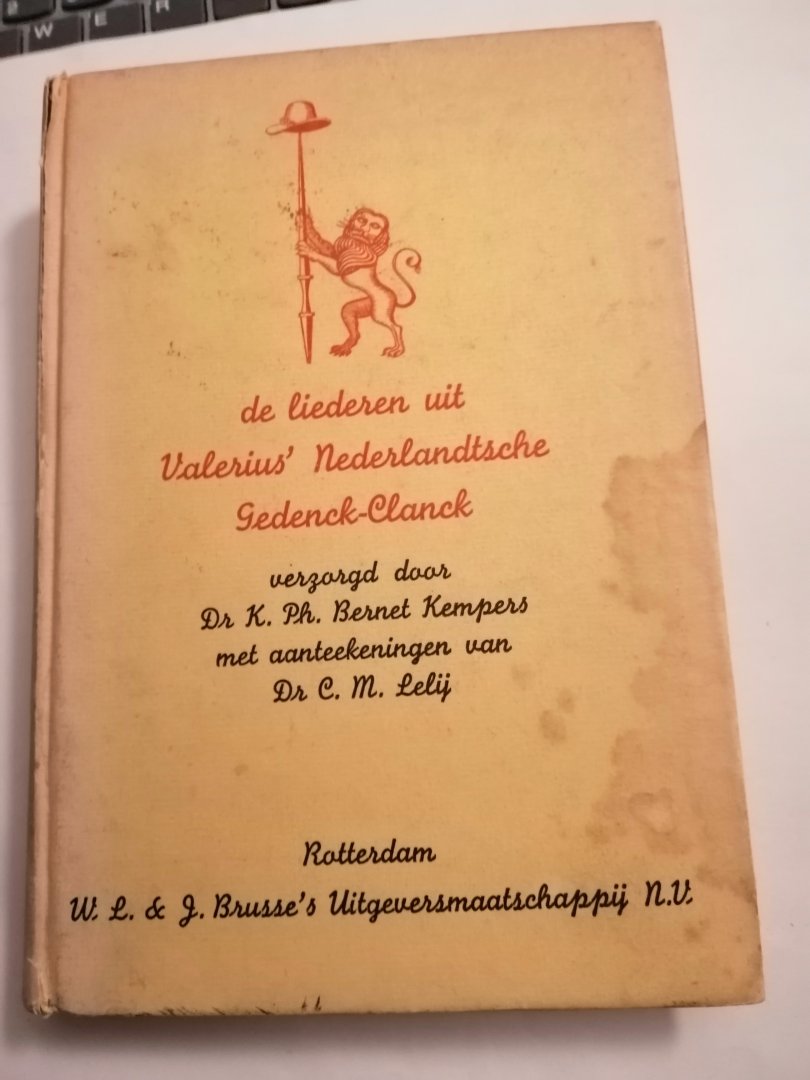 W E R
de liederen uit
Valerius' Nederlandtsche
Gedenck-Clanck
verzorgd door
Dr K. Ph. Bernet Kempers
met aanteekeningen van
Dr C. M. Lelij
Rotterdam
W. L. & J. Brusse's Uitgeversmaatschappij N.V.